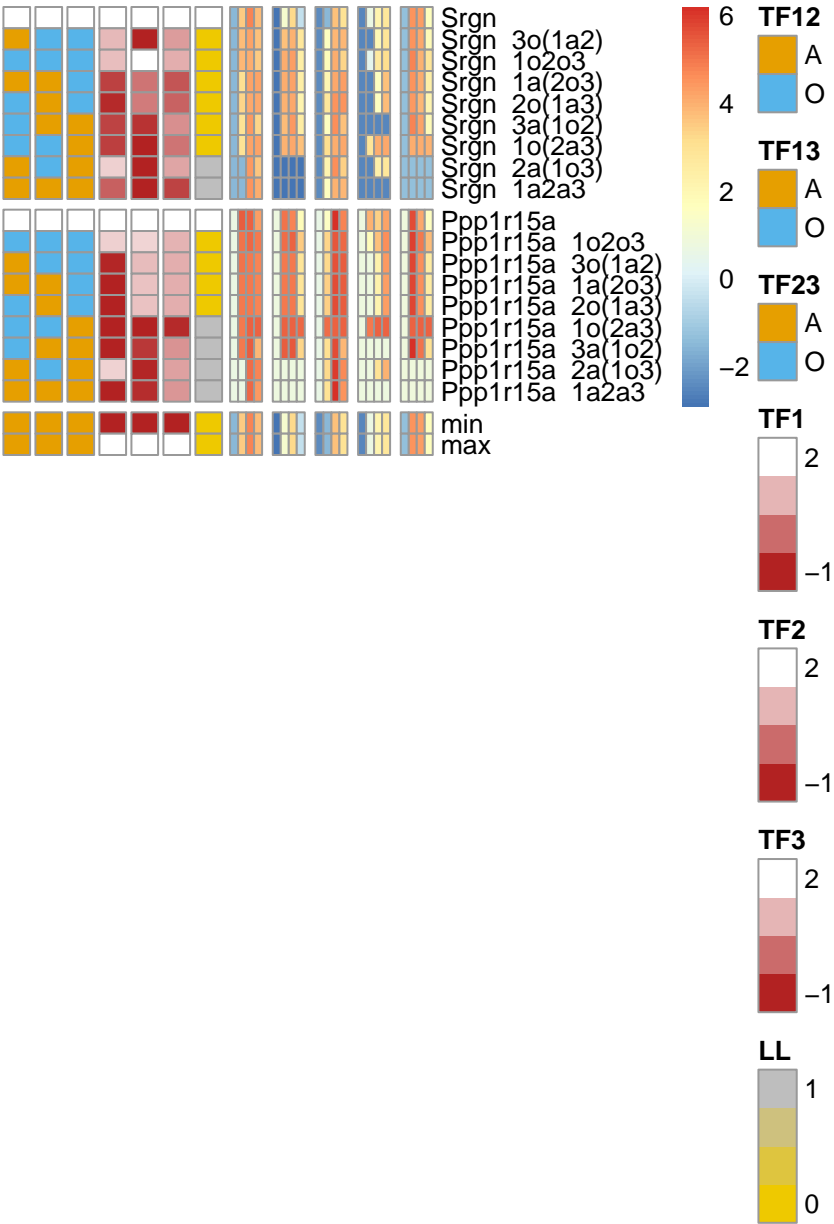 Srgn
Srgn 3o(1a2)
Srgn 1o2o3
Srgn 1a(2o3)
Srgn 2o(1a3)
Srgn 3a(1o2)
Srgn 1o(2a3)
Srgn 2a(1o3)
Srgn 1a2a3
Ppp1r15a
Ppp1r15a 1o2o3
Ppp1r15a 3o(1a2)
Ppp1r15a 1a(2o3)
Ppp1r15a 2o(1a3)
Ppp1r15a 1o(2a3)
Ppp1r15a 3a(1o2)
Ppp1r15a 2a(1o3)
Ppp1r15a 1a2a3
min
max
6
4
2
0
−2
TF12
A
O
TF13
A
O
TF23
A
O
TF1
2
−1
TF2
2
−1
TF3
2
−1
LL
1
0